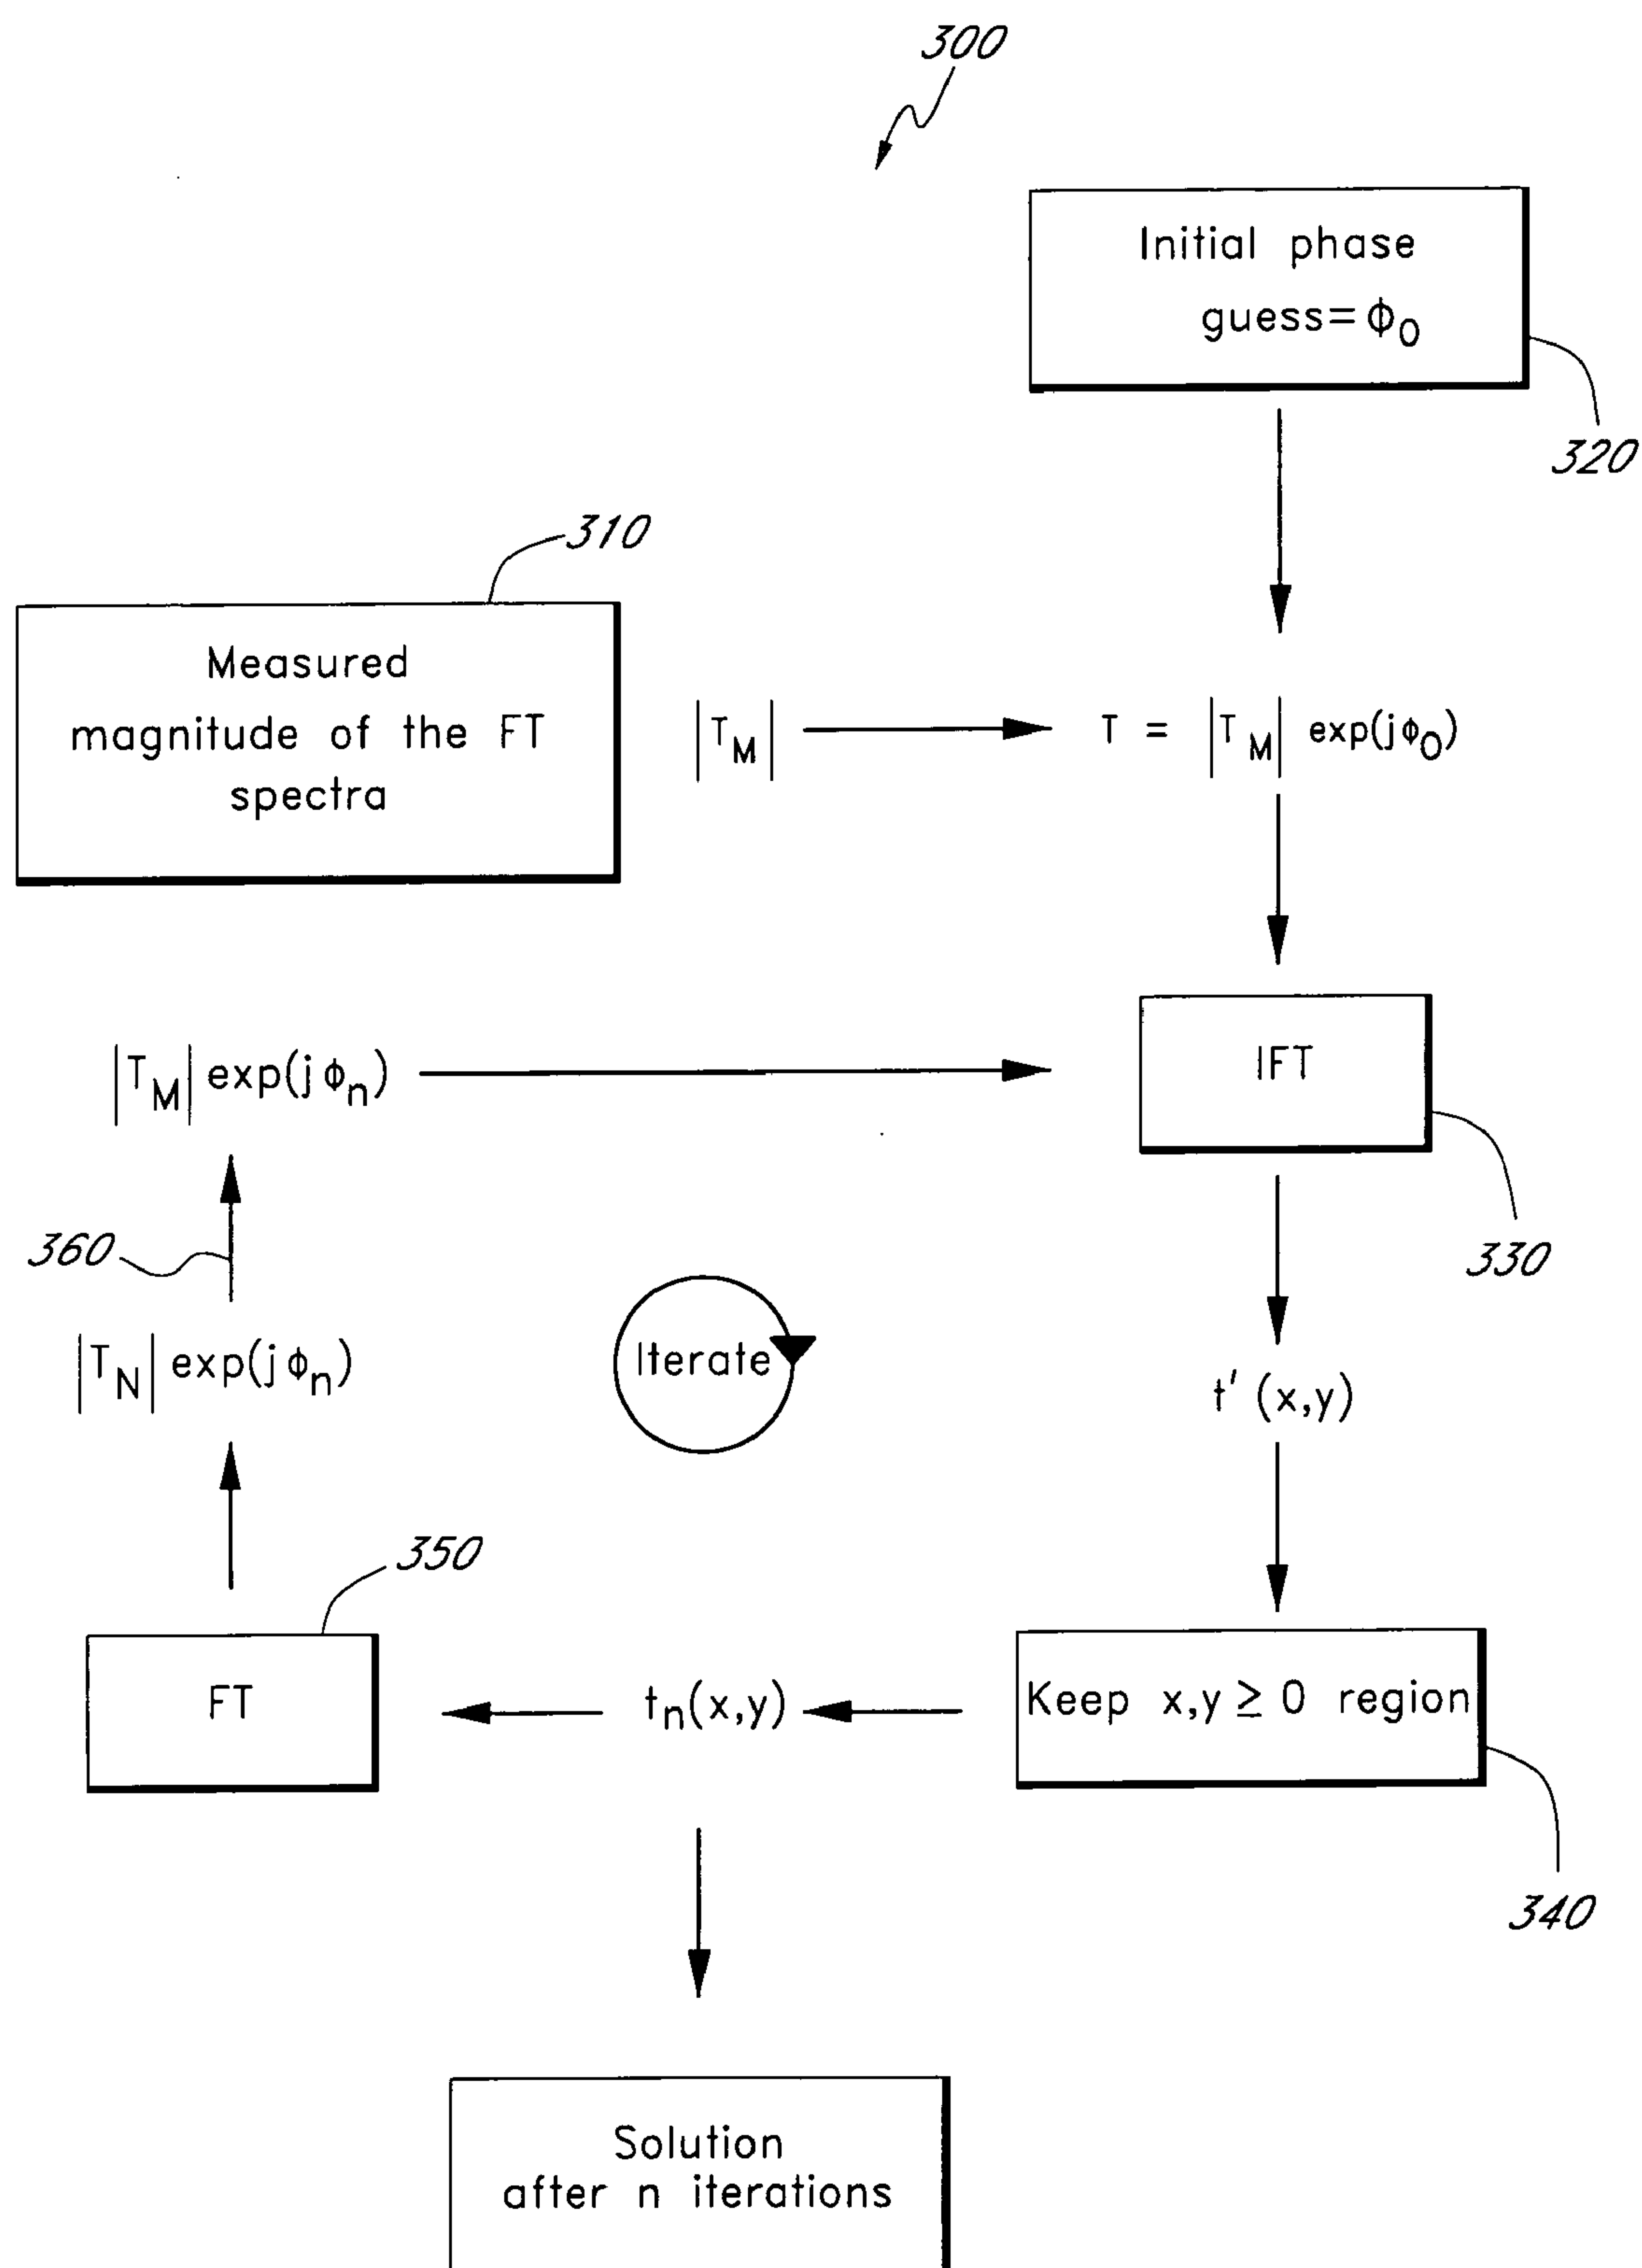 300
Initial phase
guess=ϕ0
320
310
Measured
magnitude of the FT
spectra
|TM|
T = |TM| exp(jϕ0)
|TM| exp(jϕn)
IFT
330
360
|TN| exp(jϕn)
Iterate
t' (x,y)
350
FT
tn(x,y)
Keep x,y ≥ 0 region
340
Solution
after n iterations